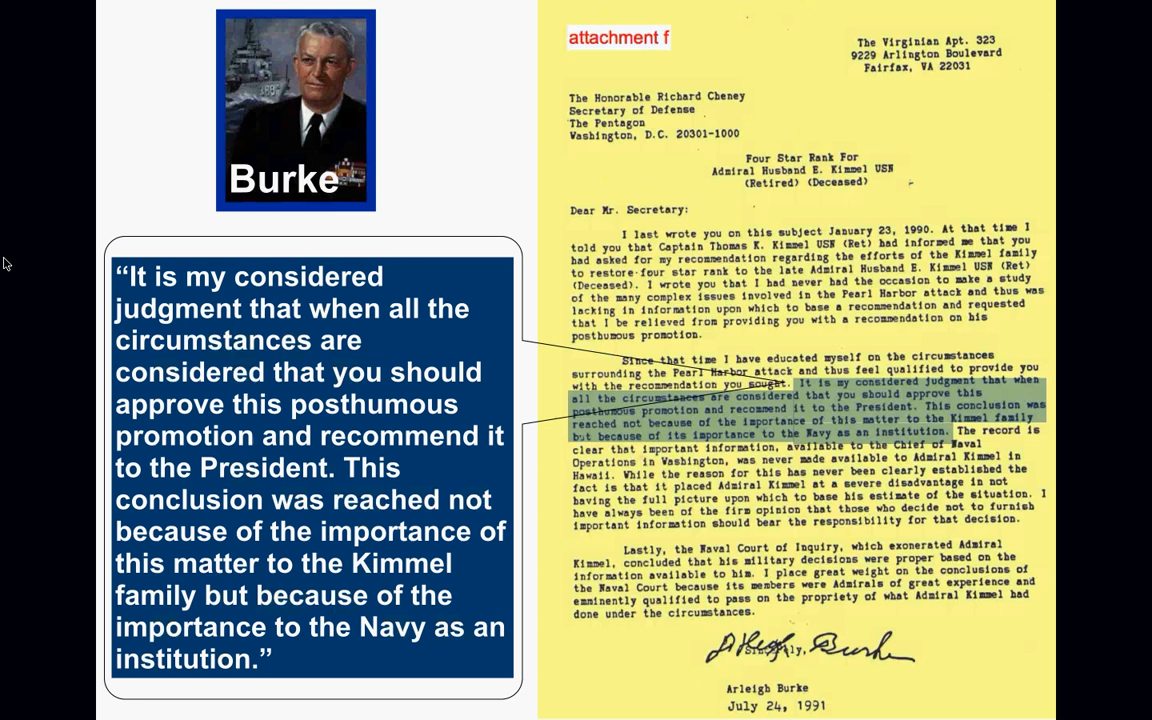 Burke
“It is my considered
judgment that when all the
circumstances are
considered that you should
approve this posthumous
promotion and recommend it
to the President. This
conclusion was reached not
because of the importance of
this matter to the Kimmel
family but because of the
importance to the Navy as an
institution.”
attachment f
The Virginian Apt. 323
9229 Arlington Boulevard
Fairfax, VA 22031
The Honorable Richard Cheney
Secretary of Defense
The Pentagon
Washington, D.C. 20301-1000
Four Star Rank For
Admiral Husband E. Kimmel USN
(Retired) (Deceased)
Dear Mr. Secretary:
I last wrote you on this subject January 23, 1990. At that time I
told you that Captain Thomas K. Kimmel USN (Ret) had informed me that you
had asked for my recommendation regarding the efforts of the Kimmel family
to restore four star rank to the late Admiral Husband E. Kimmel USN (Ret)
(Deceased). I wrote you that I had never had the occasion to make a study
of the many complex issues involved in the Pearl Harbor attack and thus was
lacking in information upon which to base a recommendation and requested
that I be relieved from providing you with a recommendation on his
posthumous promotion.
Since that time I have educated myself on the circumstances
surrounding the Pearl Harbor attack and thus feel qualified to provide you
with the recommendation you sought. It is my considered judgment that when
all the circumstances are considered that you should approve this
posthumous promotion and recommend it to the President. This conclusion was
reached not because of the importance of this matter to the Kimmel family
but because of its importance to the Navy as an institution. The record is
clear that important information, available to the Chief of Naval
Operations in Washington, was never made available to Admiral Kimmel in
Hawaii. While the reason for this has never been clearly established the
fact is that it placed Admiral Kimmel at a severe disadvantage in not
having the full picture upon which to base his estimate of the situation. I
have always been of the firm opinion that those who decide not to furnish
important information should bear the responsibility for that decision.
Lastly, the Naval Court of Inquiry, which exonerated Admiral
Kimmel, concluded that his military decisions were proper based on the
information available to him. I place great weight on the conclusions of
the Naval Court because its members were Admirals of great experience and
eminently qualified to pass on the propriety of what Admiral Kimmel had
done under the circumstances.
Sincerely,
Arleigh Burke
Arleigh Burke
July 24, 1991